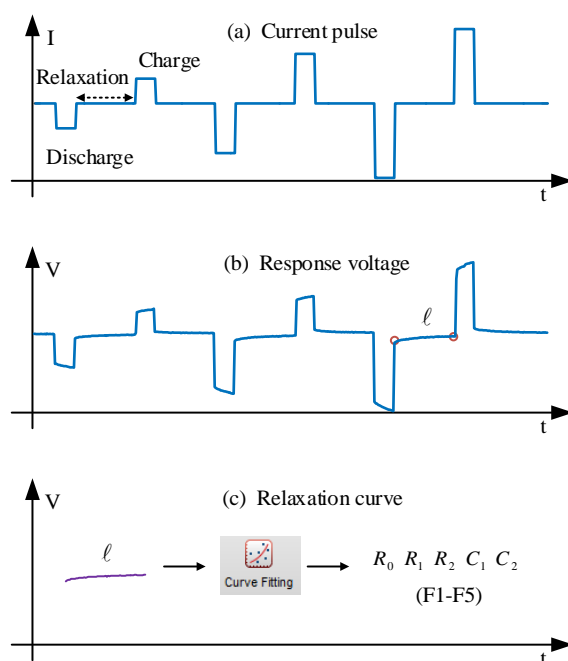 I
(a) Current pulse
Charge
Relaxation
Discharge
t
V
(b) Response voltage
ℓ
t
V
(c) Relaxation curve
ℓ
Curve Fitting
R₀ R₁ R₂ C₁ C₂
(F1-F5)
t